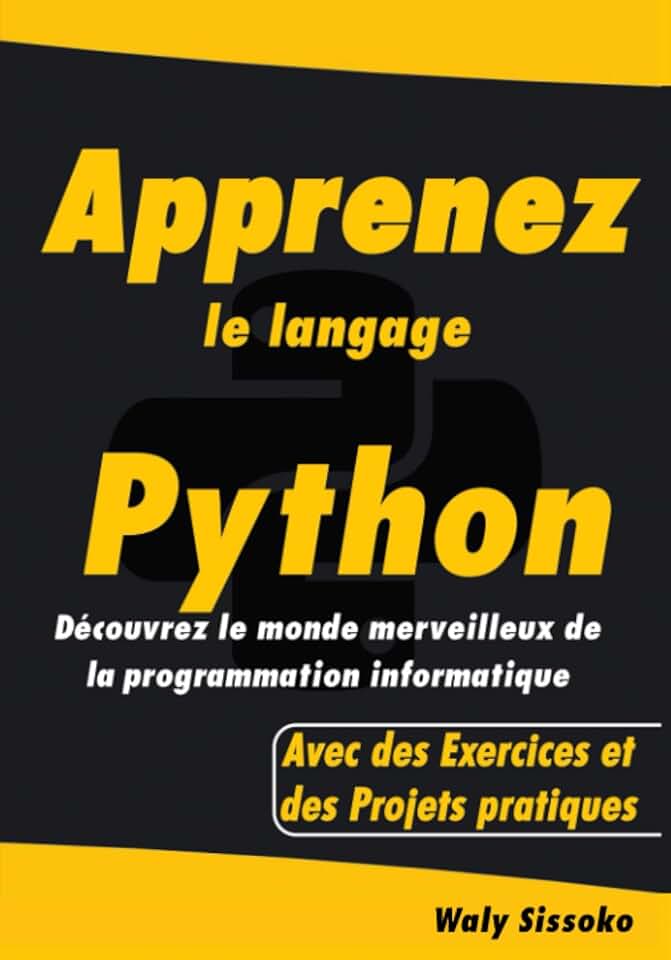 Apprenez
le langage
Python
Découvrez le monde merveilleux de
la programmation informatique
Avec des Exercices et
des Projets pratiques
Waly Sissoko